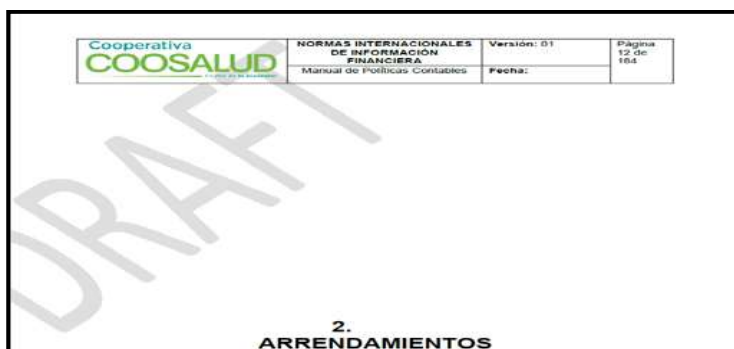 Cooperativa
COOSALUD
NORMAS INTERNACIONALES
DE INFORMACIÓN
FINANCIERA
Manual de Políticas Contables
Versión: 01
Fecha:
Página
12 de
164
DRAFT
2.
ARRENDAMIENTOS